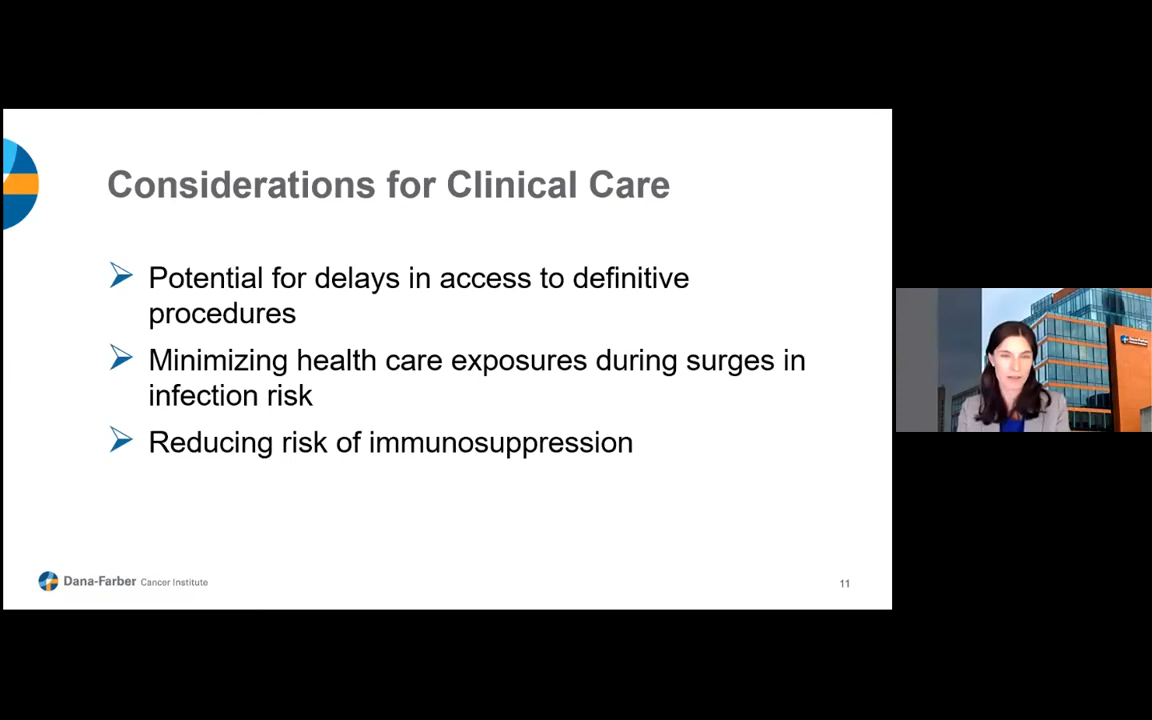 Considerations for Clinical Care
Potential for delays in access to definitive
procedures
Minimizing health care exposures during surges in
infection risk
Reducing risk of immunosuppression
Dana-Farber Cancer Institute
11